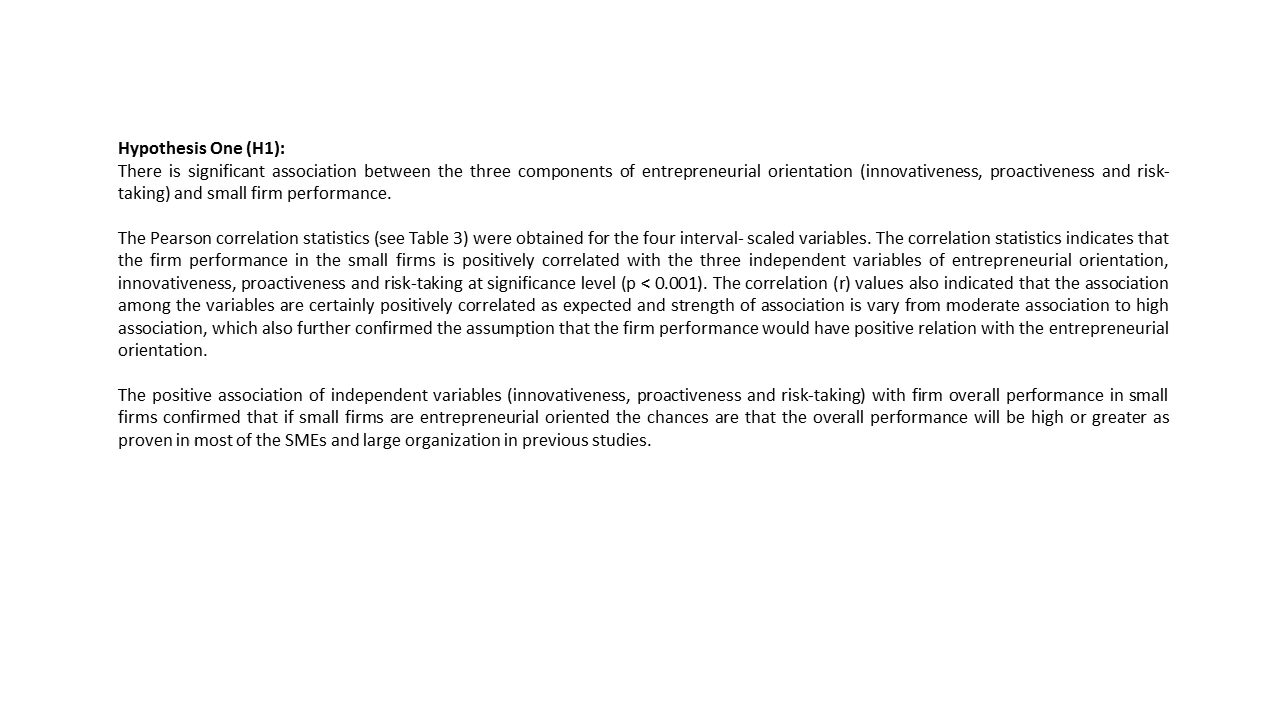 Hypothesis One (H1):
There is significant association between the three components of entrepreneurial orientation (innovativeness, proactiveness and risk-
taking) and small firm performance.
The Pearson correlation statistics (see Table 3) were obtained for the four interval- scaled variables. The correlation statistics indicates that
the firm performance in the small firms is positively correlated with the three independent variables of entrepreneurial orientation,
innovativeness, proactiveness and risk-taking at significance level (p < 0.001). The correlation (r) values also indicated that the association
among the variables are certainly positively correlated as expected and strength of association is vary from moderate association to high
association, which also further confirmed the assumption that the firm performance would have positive relation with the entrepreneurial
orientation.
The positive association of independent variables (innovativeness, proactiveness and risk-taking) with firm overall performance in small
firms confirmed that if small firms are entrepreneurial oriented the chances are that the overall performance will be high or greater as
proven in most of the SMEs and large organization in previous studies.